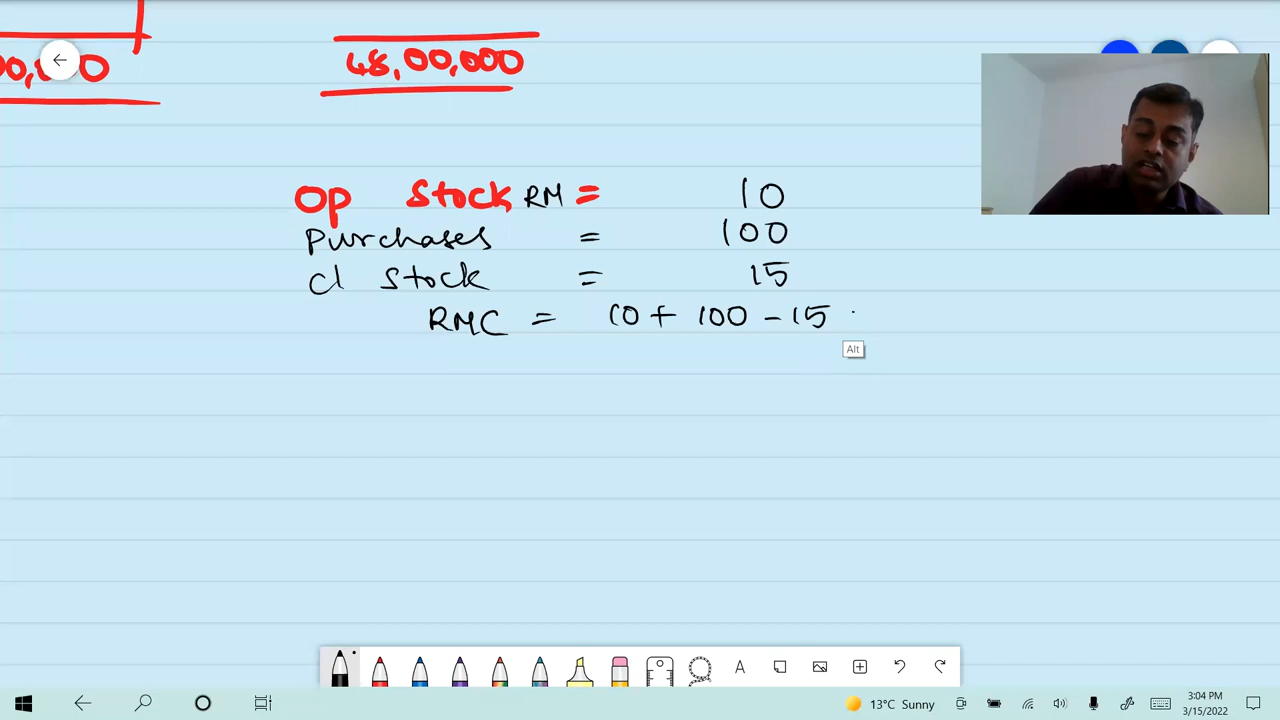 48,00,000
Op Stock RM = 10
Purchases = 100
Cl Stock = 15
RMC = 10 + 100 - 15
Alt
A
13°C Sunny
3:04 PM
3/15/2022